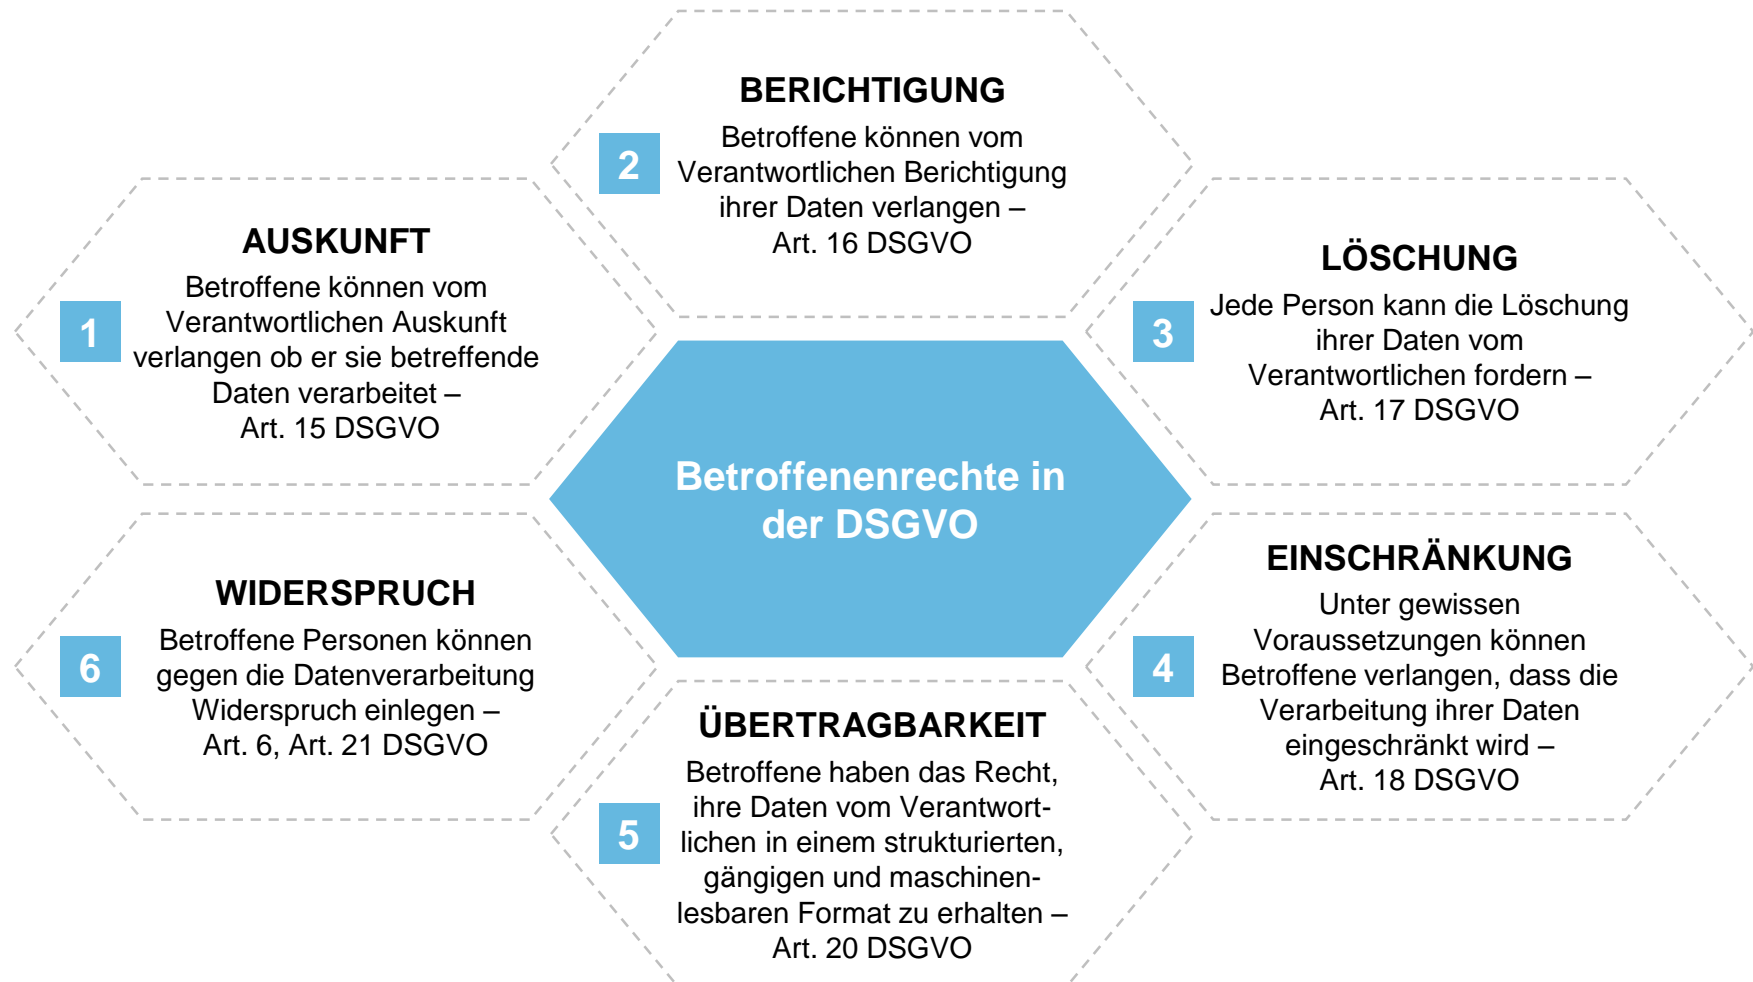 Betroffenenrechte in
der DSGVO
1
AUSKUNFT
Betroffene können vom
Verantwortlichen Auskunft
verlangen ob er sie betreffende
Daten verarbeitet –
Art. 15 DSGVO
2
BERICHTIGUNG
Betroffene können vom
Verantwortlichen Berichtigung
ihrer Daten verlangen –
Art. 16 DSGVO
3
LÖSCHUNG
Jede Person kann die Löschung
ihrer Daten vom
Verantwortlichen fordern –
Art. 17 DSGVO
4
EINSCHRÄNKUNG
Unter gewissen
Voraussetzungen können
Betroffene verlangen, dass die
Verarbeitung ihrer Daten
eingeschränkt wird –
Art. 18 DSGVO
5
ÜBERTRAGBARKEIT
Betroffene haben das Recht,
ihre Daten vom Verantwort-
lichen in einem strukturierten,
gängigen und maschinen-
lesbaren Format zu erhalten –
Art. 20 DSGVO
6
WIDERSPRUCH
Betroffene Personen können
gegen die Datenverarbeitung
Widerspruch einlegen –
Art. 6, Art. 21 DSGVO